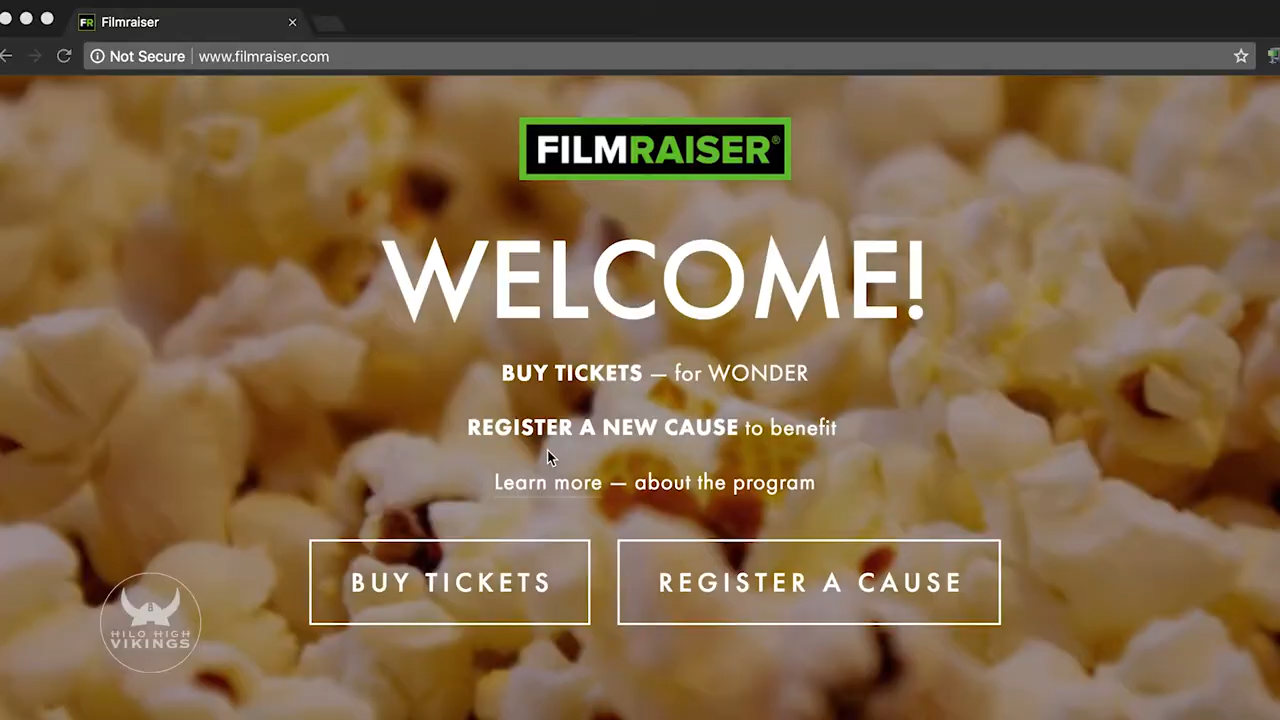 FR Filmraiser
Not Secure www.filmraiser.com
FILMRAISER®
WELCOME!
BUY TICKETS — for WONDER
REGISTER A NEW CAUSE to benefit
Learn more — about the program
BUY TICKETS REGISTER A CAUSE
HILO HIGH
VIKINGS